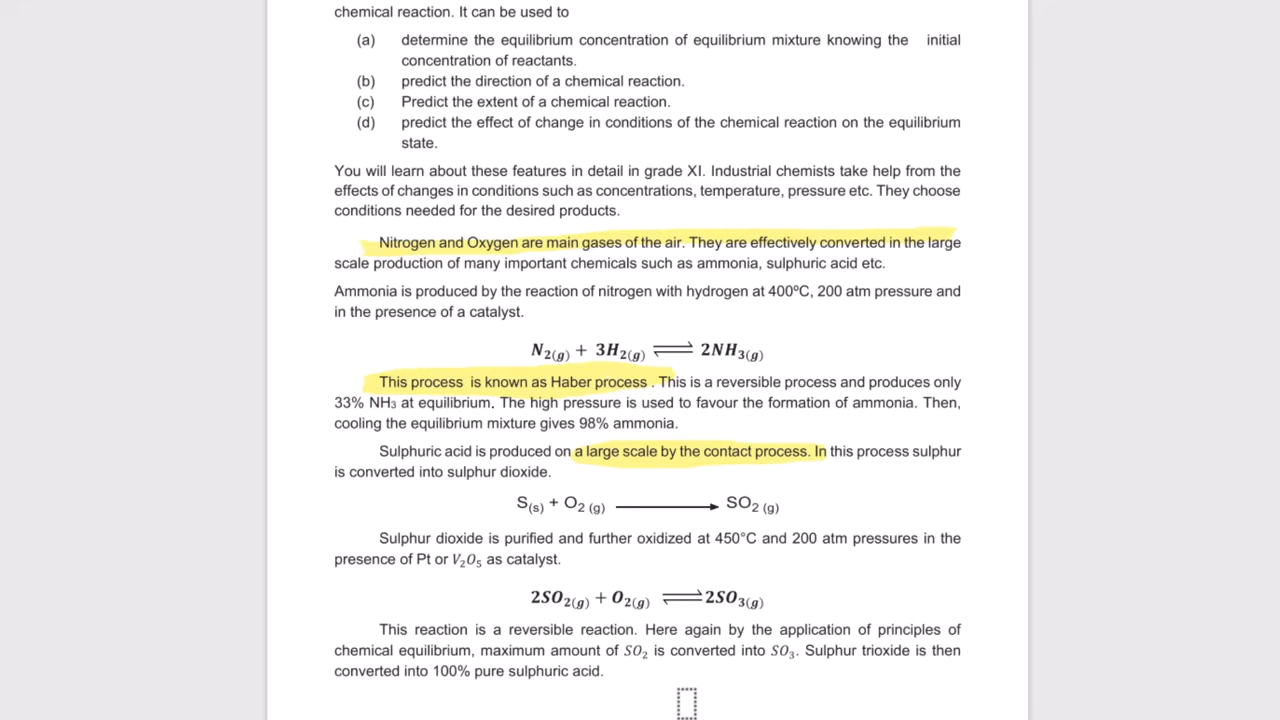 chemical reaction. It can be used to
(a) determine the equilibrium concentration of equilibrium mixture knowing the initial
concentration of reactants.
(b) predict the direction of a chemical reaction.
(c) Predict the extent of a chemical reaction.
(d) predict the effect of change in conditions of the chemical reaction on the equilibrium
state.
You will learn about these features in detail in grade XI. Industrial chemists take help from the
effects of changes in conditions such as concentrations, temperature, pressure etc. They choose
conditions needed for the desired products.
Nitrogen and Oxygen are main gases of the air. They are effectively converted in the large
scale production of many important chemicals such as ammonia, sulphuric acid etc.
Ammonia is produced by the reaction of nitrogen with hydrogen at 400ºC, 200 atm pressure and
in the presence of a catalyst.
N₂(g) + 3H₂(g) ⇌ 2NH₃(g)
This process is known as Haber process . This is a reversible process and produces only
33% NH₃ at equilibrium. The high pressure is used to favour the formation of ammonia. Then,
cooling the equilibrium mixture gives 98% ammonia.
Sulphuric acid is produced on a large scale by the contact process. In this process sulphur
is converted into sulphur dioxide.
S(s) + O₂ (g) ⟶ SO₂ (g)
Sulphur dioxide is purified and further oxidized at 450°C and 200 atm pressures in the
presence of Pt or V₂O₅ as catalyst.
2SO₂(g) + O₂(g) ⇌ 2SO₃(g)
This reaction is a reversible reaction. Here again by the application of principles of
chemical equilibrium, maximum amount of SO₂ is converted into SO₃. Sulphur trioxide is then
converted into 100% pure sulphuric acid.